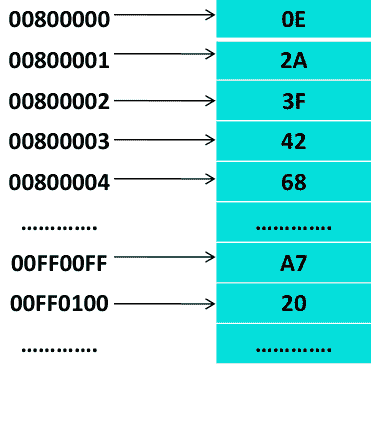 00800000 0E
00800001 2A
00800002 3F
00800003 42
00800004 68
............. .............
00FF00FF A7
00FF0100 20
............. .............